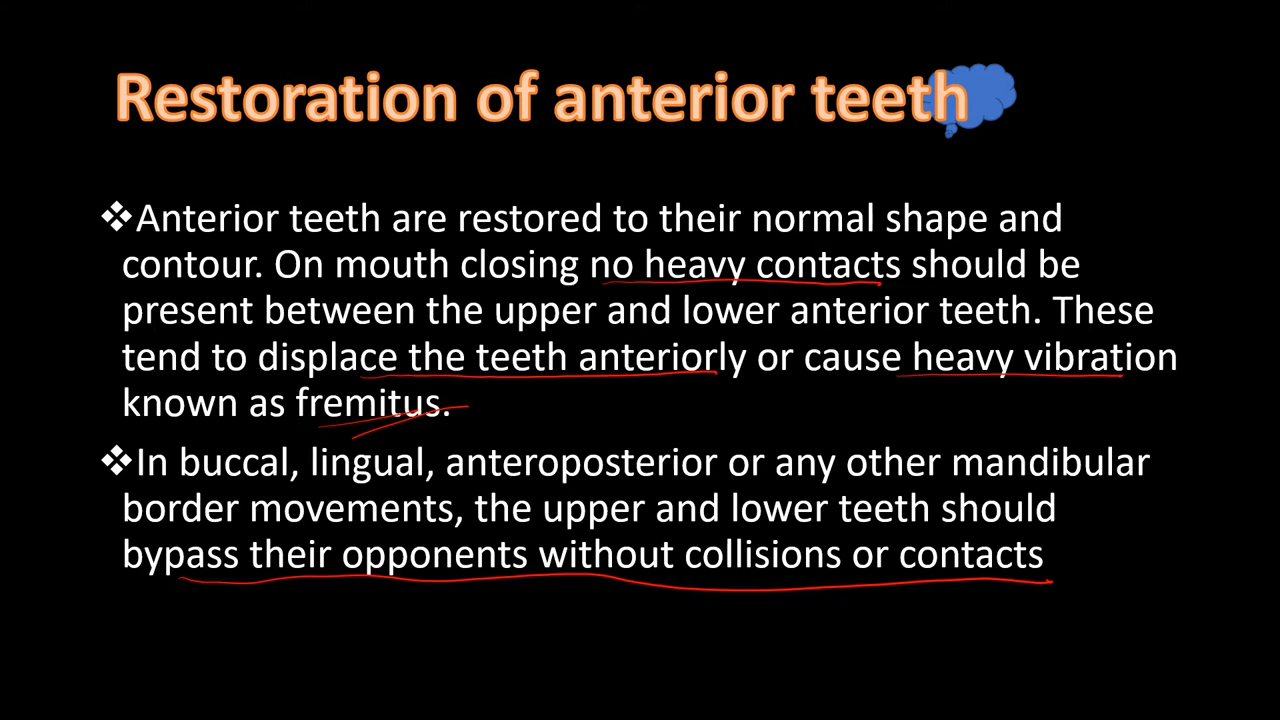 Restoration of anterior teeth
❖Anterior teeth are restored to their normal shape and
contour. On mouth closing no heavy contacts should be
present between the upper and lower anterior teeth. These
tend to displace the teeth anteriorly or cause heavy vibration
known as fremitus.
❖In buccal, lingual, anteroposterior or any other mandibular
border movements, the upper and lower teeth should
bypass their opponents without collisions or contacts